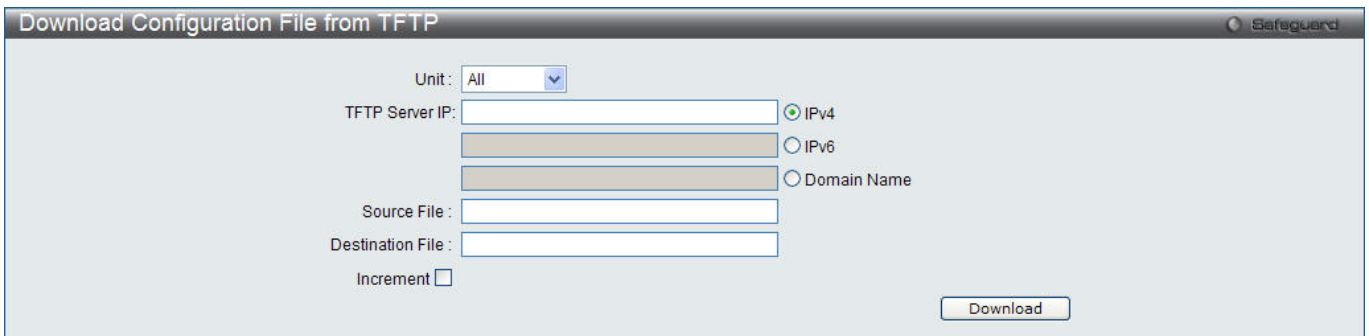 Download Configuration File from TFTP
Safeguard
Unit : All
TFTP Server IP: IPv4
IPv6
Domain Name
Source File :
Destination File :
Increment
Download